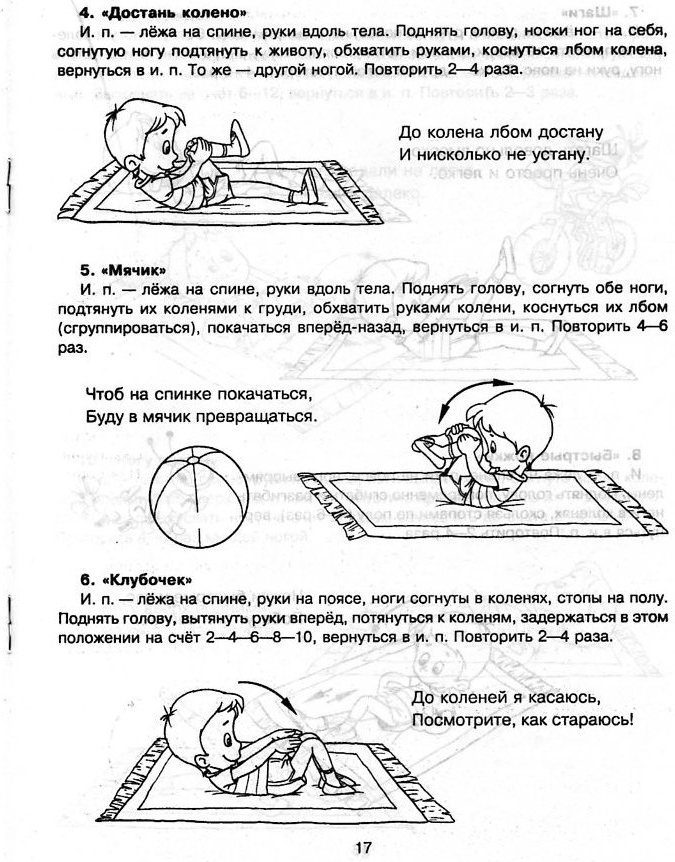 4. «Достань колено»
И. п. — лёжа на спине, руки вдоль тела. Поднять голову, носки ног на себя,
согнутую ногу подтянуть к животу, обхватить руками, коснуться лбом колена,
вернуться в и. п. То же — другой ногой. Повторить 2—4 раза.
До колена лбом достану
И нисколько не устану.
5. «Мячик»
И. п. — лёжа на спине, руки вдоль тела. Поднять голову, согнуть обе ноги,
подтянуть их коленями к груди, обхватить руками колени, коснуться их лбом
(сгруппироваться), покачаться вперёд-назад, вернуться в и. п. Повторить 4—6
раз.
Чтоб на спинке покачаться,
Буду в мячик превращаться.
6. «Клубочек»
И. п. — лёжа на спине, руки на поясе, ноги согнуты в коленях, стопы на полу.
Поднять голову, вытянуть руки вперёд, потянуться к коленям, задержаться в этом
положении на счёт 2—4—6—8—10, вернуться в и. п. Повторить 2—4 раза.
До коленей я касаюсь,
Посмотрите, как стараюсь!
17